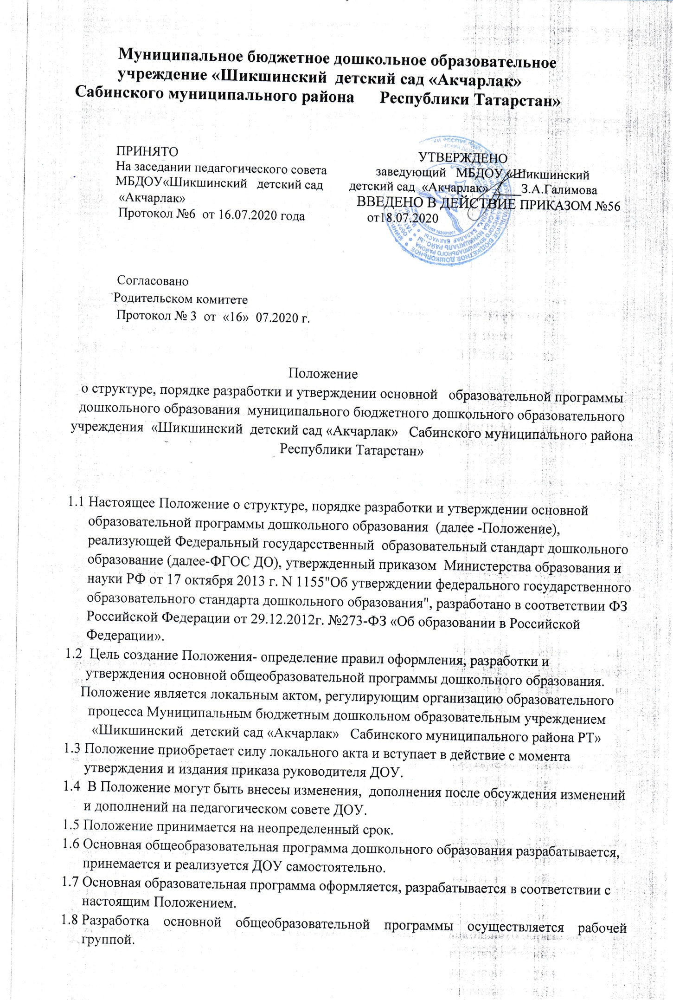 Муниципальное бюджетное дошкольное образовательное
учреждение «Шикшинский детский сад «Акчарлак»
Сабинского муниципального района Республики Татарстан»
ПРИНЯТО
На заседании педагогического совета
МБДОУ«Шикшинский детский сад
«Акчарлак»
Протокол №6 от 16.07.2020 года
УТВЕРЖДЕНО
заведующий МБДОУ «Шикшинский
детский сад «Акчарлак» ____З.А.Галимова
ВВЕДЕНО В ДЕЙСТВИЕ ПРИКАЗОМ №56
от18.07.2020
Согласовано
Родительском комитете
Протокол № 3 от «16» 07.2020 г.
Положение
о структуре, порядке разработки и утверждении основной образовательной программы
дошкольного образования муниципального бюджетного дошкольного образовательного
учреждения «Шикшинский детский сад «Акчарлак» Сабинского муниципального района
Республики Татарстан»
1.1 Настоящее Положение о структуре, порядке разработки и утверждении основной
образовательной программы дошкольного образования (далее -Положение),
реализующей Федеральный государсственный образовательный стандарт дошкольного
образование (далее-ФГОС ДО), утвержденный приказом Министерства образования и
науки РФ от 17 октября 2013 г. N 1155"Об утверждении федерального государственного
образовательного стандарта дошкольного образования", разработано в соответствии ФЗ
Российской Федерации от 29.12.2012г. №273-ФЗ «Об образовании в Российской
Федерации».
1.2 Цель создание Положения- определение правил оформления, разработки и
утверждения основной общеобразовательной программы дошкольного образования.
Положение является локальным актом, регулирующим организацию образовательного
процесса Муниципальным бюджетным дошкольном образовательным учреждением
«Шикшинский детский сад «Акчарлак» Сабинского муниципального района РТ»
1.3 Положение приобретает силу локального акта и вступает в действие с момента
утверждения и издания приказа руководителя ДОУ.
1.4 В Положение могут быть внесеы изменения, дополнения после обсуждения изменений
и дополнений на педагогическом совете ДОУ.
1.5 Положение принимается на неопределенный срок.
1.6 Основная общеобразовательная программа дошкольного образования разрабатывается,
принемается и реализуется ДОУ самостоятельно.
1.7 Основная образовательная программа оформляется, разрабатывается в соответствии с
настоящим Положением.
1.8 Разработка основной общеобразовательной программы осуществляется рабочей
группой.